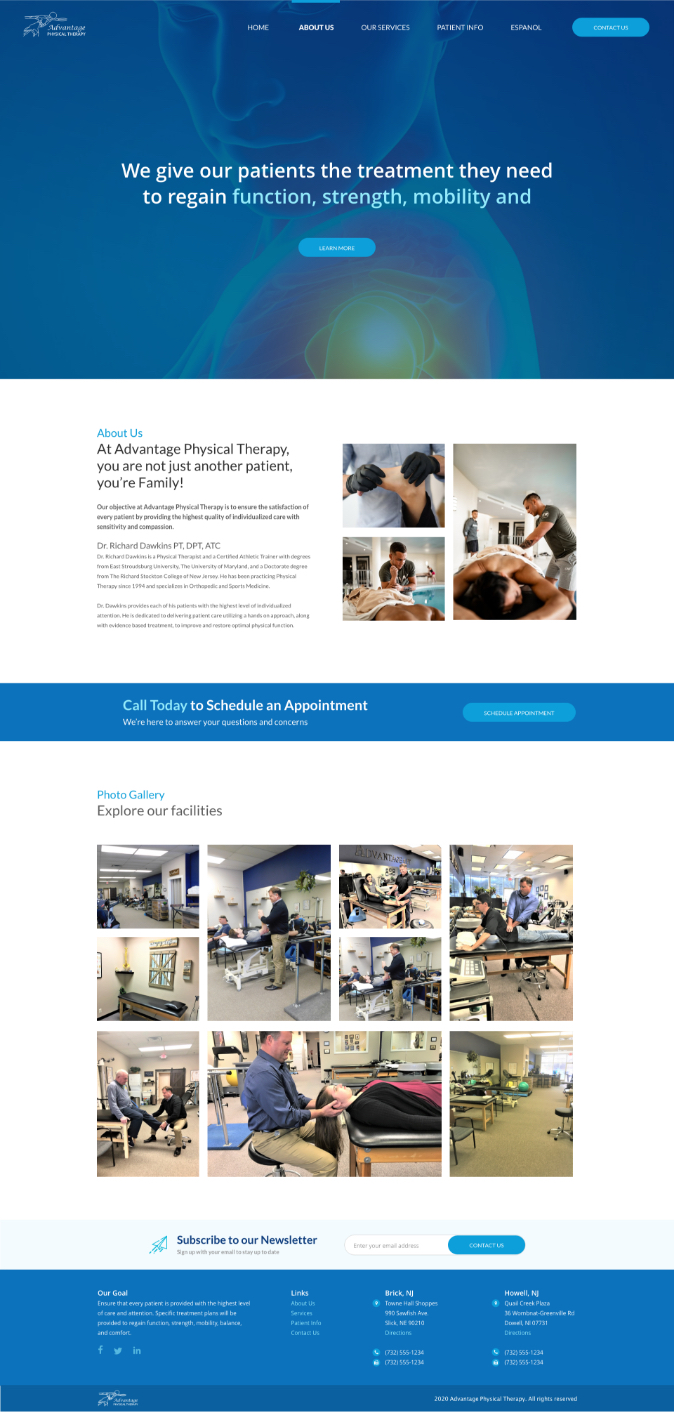 Advantage
PHYSICAL THERAPY
HOME
ABOUT US
OUR SERVICES
PATIENT INFO
ESPANOL
CONTACT US
We give our patients the treatment they need
to regain function, strength, mobility and
LEARN MORE
About Us
At Advantage Physical Therapy,
you are not just another patient,
you're Family!
Our objective at Advantage Physical Therapy is to ensure the satisfaction of
every patient by providing the highest quality of individualized care with
sensitivity and compassion.
Dr. Richard Dawkins PT, DPT, ATC
Dr. Richard Dawkins is a Physical Therapist and a Certified Athletic Trainer with degrees
from East Stroudsburg University, The University of Maryland, and a Doctorate degree
from The Richard Stockton College of New Jersey. He has been practicing Physical
Therapy since 1994 and specializes in Orthopedic and Sports Medicine.
Dr. Dawkins provides each of his patients with the highest level of individualized
attention. He is dedicated to delivering patient care utilizing a hands on approach, along
with evidence based treatment, to improve and restore optimal physical function.
Call Today to Schedule an Appointment
We're here to answer your questions and concerns
SCHEDULE APPOINTMENT
Photo Gallery
Explore our facilities
Subscribe to our Newsletter
Sign up with your email to stay up to date
Enter your email address
CONTACT US
Our Goal
Ensure that every patient is provided with the highest level
of care and attention. Specific treatment plans will be
provided to regain function, strength, mobility, balance,
and comfort.
Links
About Us
Services
Patient Info
Contact Us
Brick, NJ
Towne Hall Shoppes
990 Sawfish Ave
Slick, NE 90210
Directions
(732) 555-1234
(732) 555-1234
Howell, NJ
Quail Creek Plaza
36 Wombnat-Greenville Rd
Dowell, NI 07731
Directions
(732) 555-1234
(732) 555-1234
Advantage
PHYSICAL THERAPY
2020 Advantage Physical Therapy. All rights reserved